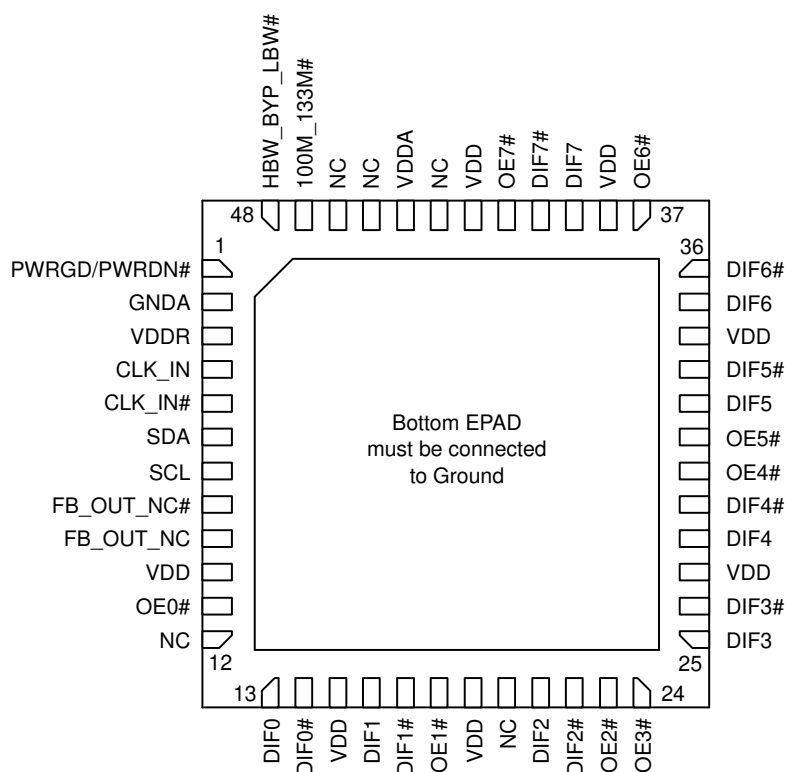 HBW_BYP_LBW#
100M_133M#
NC
NC
VDDA
NC
VDD
OE7#
DIF7#
DIF7
VDD
OE6#
48
37
1
36
PWRGD/PWRDN#
GNDA
VDDR
CLK_IN
CLK_IN#
SDA
SCL
FB_OUT_NC#
FB_OUT_NC
VDD
OE0#
NC
Bottom EPAD
must be connected
to Ground
DIF6#
DIF6
VDD
DIF5#
DIF5
OE5#
OE4#
DIF4#
DIF4
VDD
DIF3#
DIF3
12
25
13
24
DIF0
DIF0#
VDD
DIF1
DIF1#
OE1#
VDD
NC
DIF2
DIF2#
OE2#
OE3#